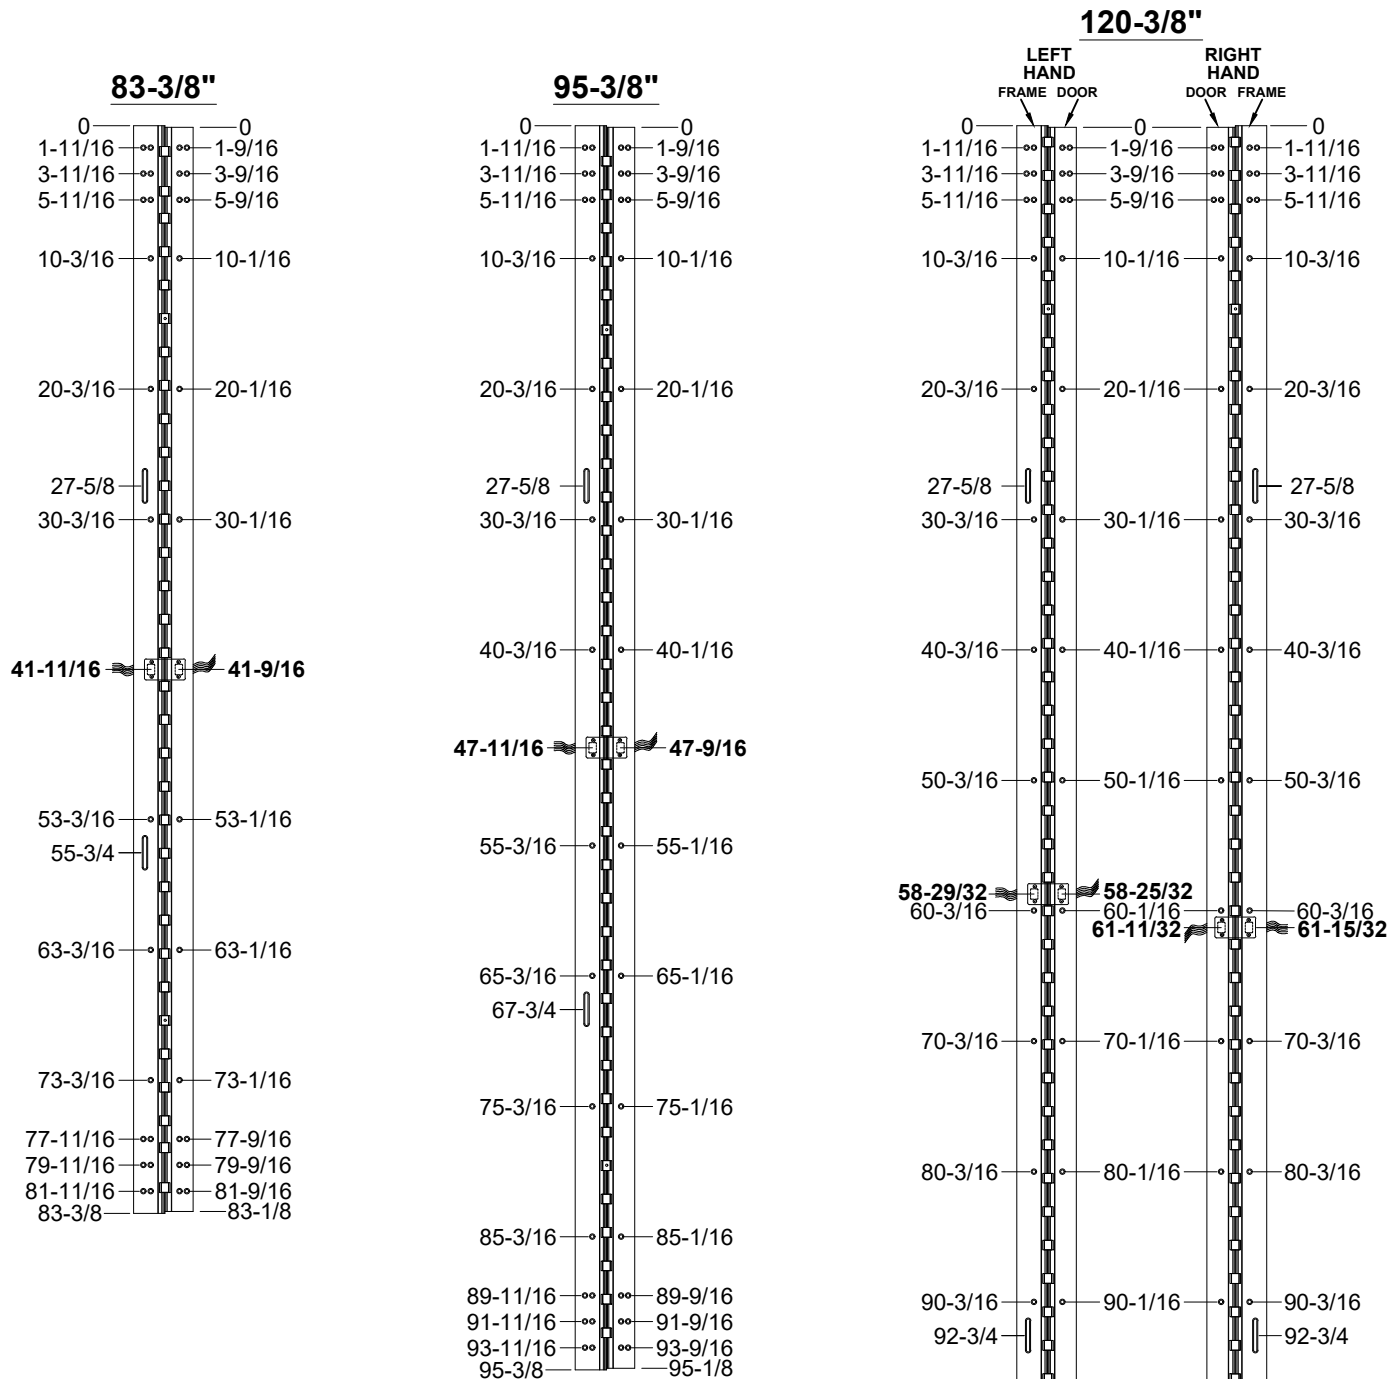 83-3/8"
0 0
1-11/16 1-9/16
3-11/16 3-9/16
5-11/16 5-9/16
10-3/16 10-1/16
20-3/16 20-1/16
27-5/8
30-3/16 30-1/16
41-11/16 41-9/16
53-3/16 53-1/16
55-3/4
63-3/16 63-1/16
73-3/16 73-1/16
77-11/16 77-9/16
79-11/16 79-9/16
81-11/16 81-9/16
83-3/8 83-1/8
95-3/8"
0 0
1-11/16 1-9/16
3-11/16 3-9/16
5-11/16 5-9/16
10-3/16 10-1/16
20-3/16 20-1/16
27-5/8
30-3/16 30-1/16
40-3/16 40-1/16
47-11/16 47-9/16
55-3/16 55-1/16
65-3/16 65-1/16
67-3/4
75-3/16 75-1/16
85-3/16 85-1/16
89-11/16 89-9/16
91-11/16 91-9/16
93-11/16 93-9/16
95-3/8 95-1/8
120-3/8"
LEFT RIGHT
HAND HAND
FRAME DOOR DOOR FRAME
0 0 0
1-11/16 1-9/16 1-11/16
3-11/16 3-9/16 3-11/16
5-11/16 5-9/16 5-11/16
10-3/16 10-1/16 10-3/16
20-3/16 20-1/16 20-3/16
27-5/8 27-5/8
30-3/16 30-1/16 30-3/16
40-3/16 40-1/16 40-3/16
50-3/16 50-1/16 50-3/16
58-29/32 58-25/32
60-3/16 60-1/16 60-3/16
61-11/32 61-15/32
70-3/16 70-1/16 70-3/16
80-3/16 80-1/16 80-3/16
90-3/16 90-1/16 90-3/16
92-3/4 92-3/4